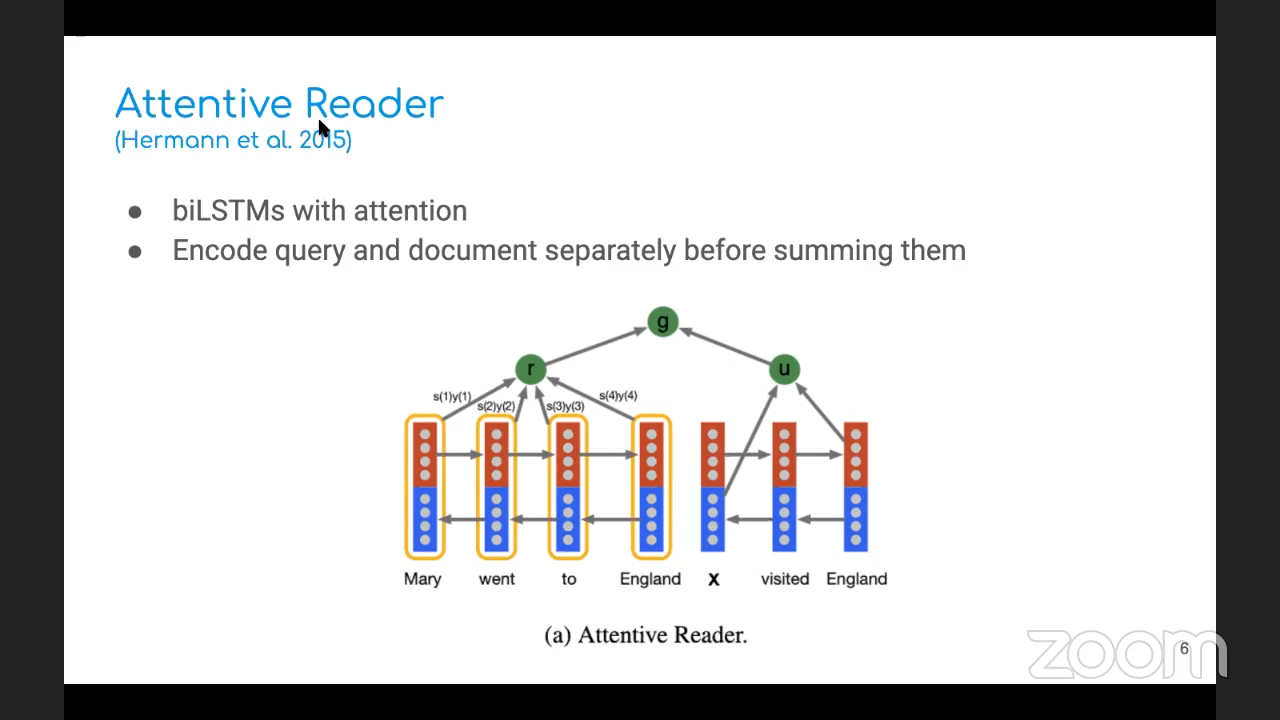 Attentive Reader
(Hermann et al. 2015)
● biLSTMs with attention
● Encode query and document separately before summing them
g
r
u
s(1)y(1)
s(2)y(2)
s(3)y(3)
s(4)y(4)
Mary went to England X visited England
(a) Attentive Reader.
zoom
6